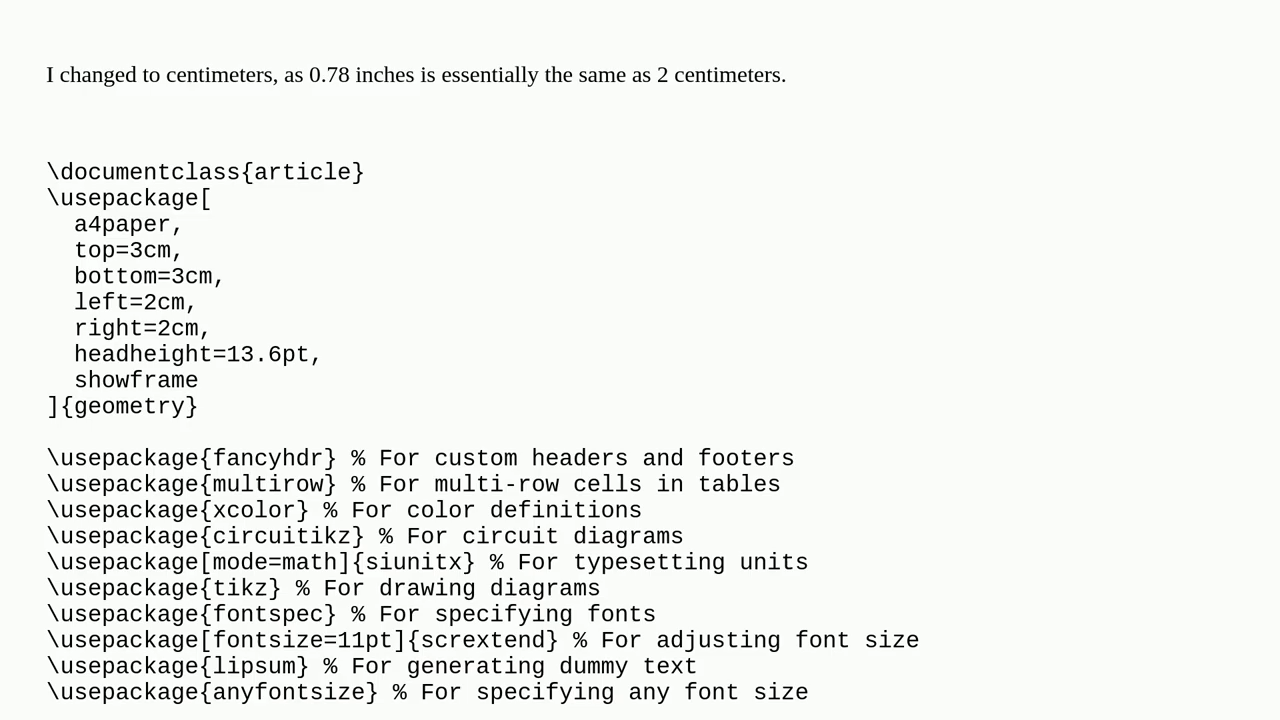 I changed to centimeters, as 0.78 inches is essentially the same as 2 centimeters.
\documentclass{article}
\usepackage[
  a4paper,
  top=3cm,
  bottom=3cm,
  left=2cm,
  right=2cm,
  headheight=13.6pt,
  showframe
]{geometry}
\usepackage{fancyhdr} % For custom headers and footers
\usepackage{multirow} % For multi-row cells in tables
\usepackage{xcolor} % For color definitions
\usepackage{circuitikz} % For circuit diagrams
\usepackage[mode=math]{siunitx} % For typesetting units
\usepackage{tikz} % For drawing diagrams
\usepackage{fontspec} % For specifying fonts
\usepackage[fontsize=11pt]{scrextend} % For adjusting font size
\usepackage{lipsum} % For generating dummy text
\usepackage{anyfontsize} % For specifying any font size